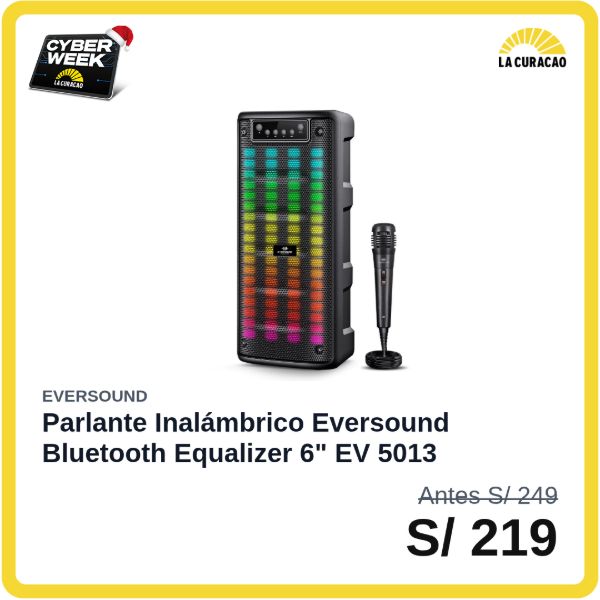 CYBER
WEEK
LA CURACAO
LA CURACAO
EVERSOUND
Parlante Inalámbrico Eversound
Bluetooth Equalizer 6" EV 5013
Antes S/ 249
S/ 219